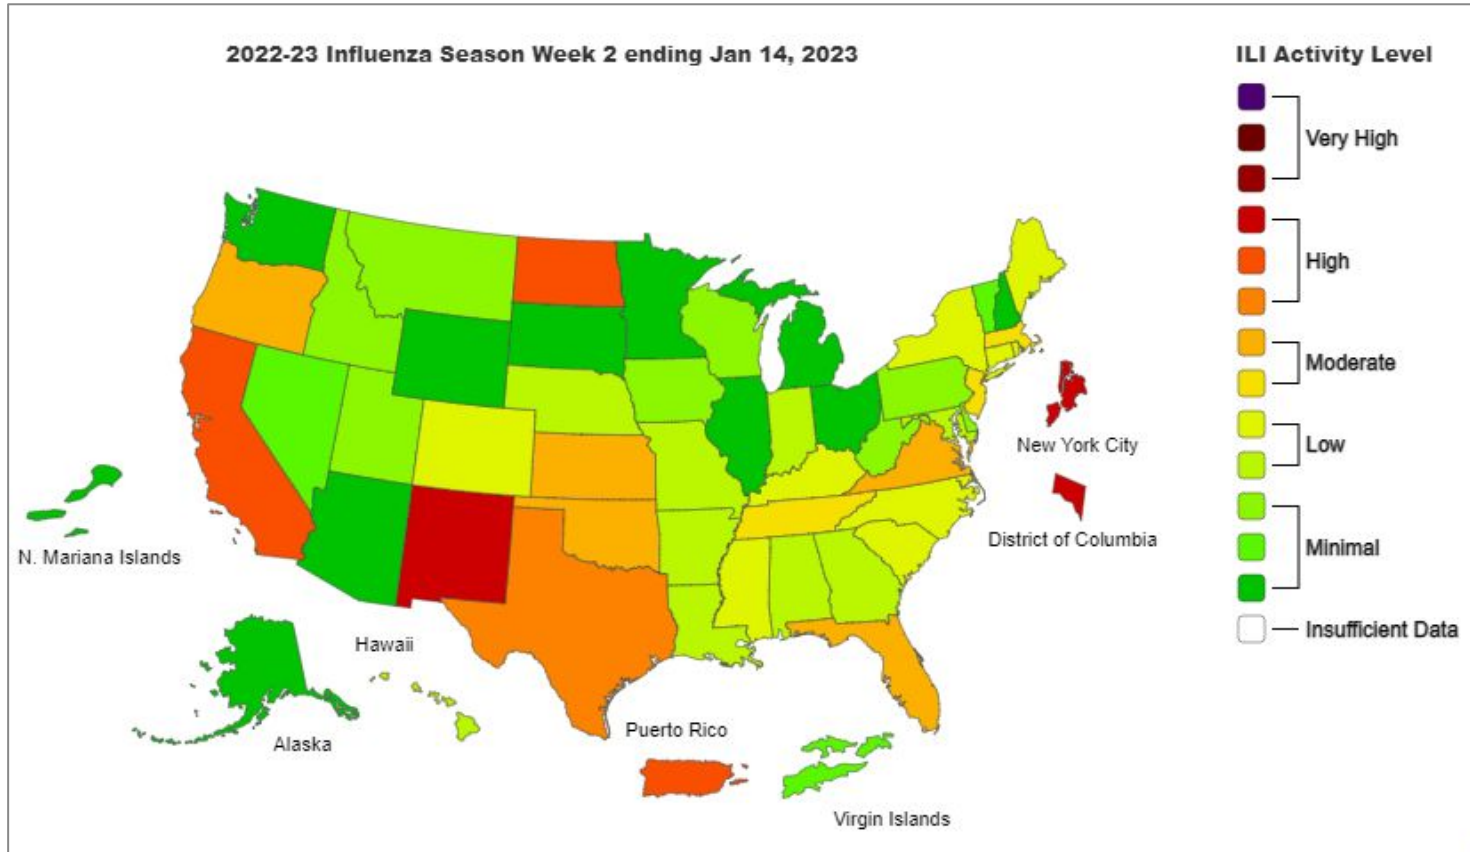 2022-23 Influenza Season Week 2 ending Jan 14, 2023
ILI Activity Level
Very High
High
Moderate
Low
Minimal
Insufficient Data
New York City
District of Columbia
N. Mariana Islands
Hawaii
Alaska
Puerto Rico
Virgin Islands